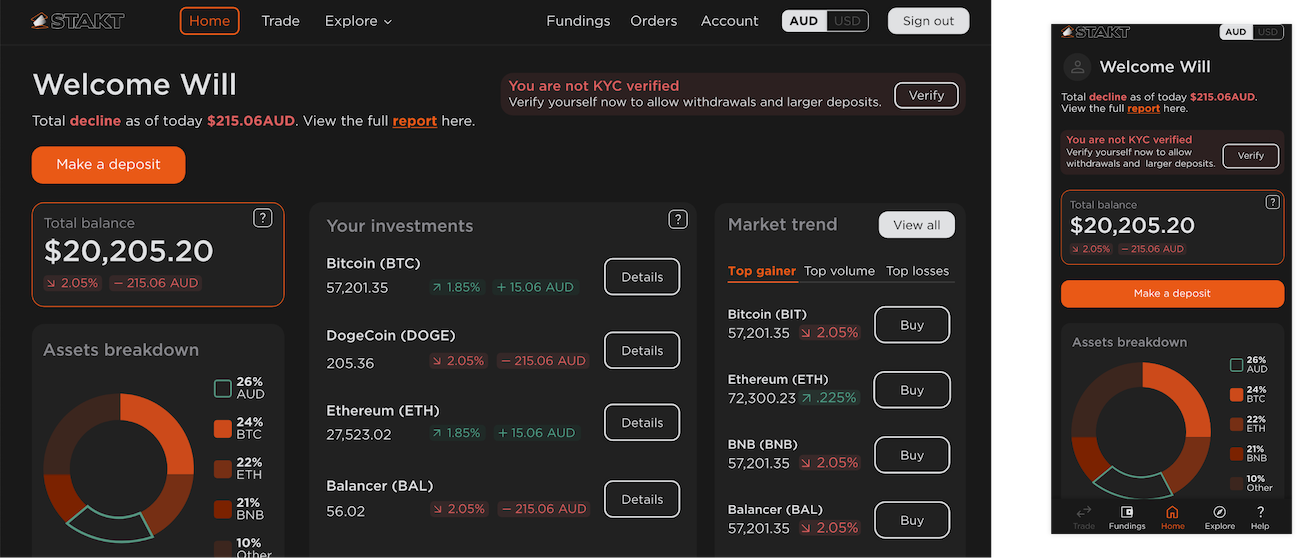 STAKT
Home
Trade
Explore
Fundings
Orders
Account
AUD USD
Sign out
Welcome Will
Total decline as of today $215.06AUD. View the full report here.
You are not KYC verified
Verify yourself now to allow withdrawals and larger deposits.
Verify
Make a deposit
Total balance
?
$20,205.20
2.05% − 215.06 AUD
Assets breakdown
26%
AUD
24%
BTC
22%
ETH
21%
BNB
10%
Other
Your investments
?
Bitcoin (BTC)
57,201.35 1.85% + 15.06 AUD
Details
DogeCoin (DOGE)
205.36 2.05% − 215.06 AUD
Details
Ethereum (ETH)
27,523.02 1.85% + 15.06 AUD
Details
Balancer (BAL)
56.02 2.05% − 215.06 AUD
Details
Market trend
View all
Top gainer Top volume Top losses
Bitcoin (BIT)
57,201.35 2.05%
Buy
Ethereum (ETH)
72,300.23 .225%
Buy
BNB (BNB)
57,201.35 2.05%
Buy
Balancer (BAL)
57,201.35 2.05%
Buy
STAKT
AUD USD
Welcome Will
Total decline as of today $215.06AUD.
View the full report here.
You are not KYC verified
Verify yourself now to allow
withdrawals and larger deposits.
Verify
Total balance
?
$20,205.20
2.05% − 215.06 AUD
Make a deposit
Assets breakdown
26%
AUD
24%
BTC
22%
ETH
21%
BNB
10%
Other
Trade
Fundings
Home
Explore
?
Help